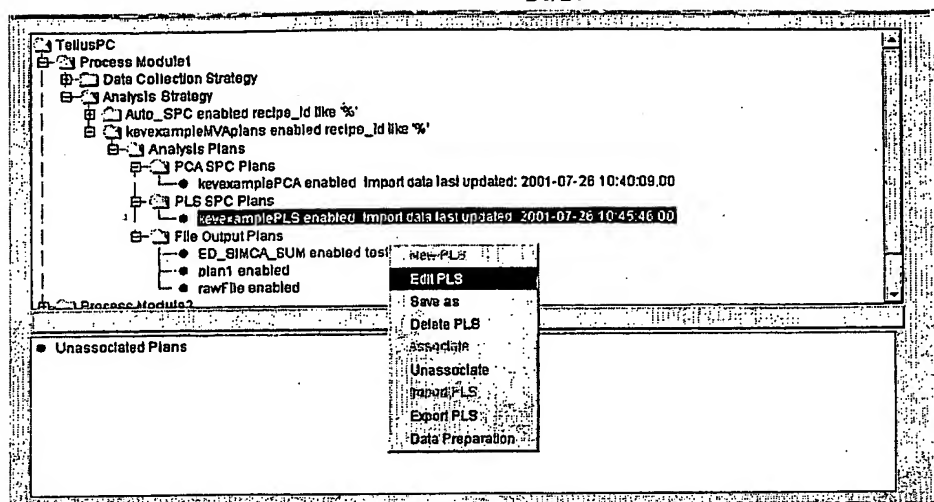 TellusPC
Process Module1
Data Collection Strategy
Analysis Strategy
Auto_SPC enabled recipe_id like '%'
kevexampleMVAplans enabled recipe_id like '%'
Analysis Plans
PCA SPC Plans
kevexamplePCA enabled Import data last updated: 2001-07-26 10:40:09.00
PLS SPC Plans
kevexamplePLS enabled Import data last updated 2001-07-26 10:45:46.00
File Output Plans
ED_SIMCA_SUM enabled test
plan1 enabled
rawFile enabled
Process Module2
New PLS
Edit PLS
Save as
Delete PLS
Associate
Unassociate
Import PLS
Export PLS
Data Preparation
Unassociated Plans